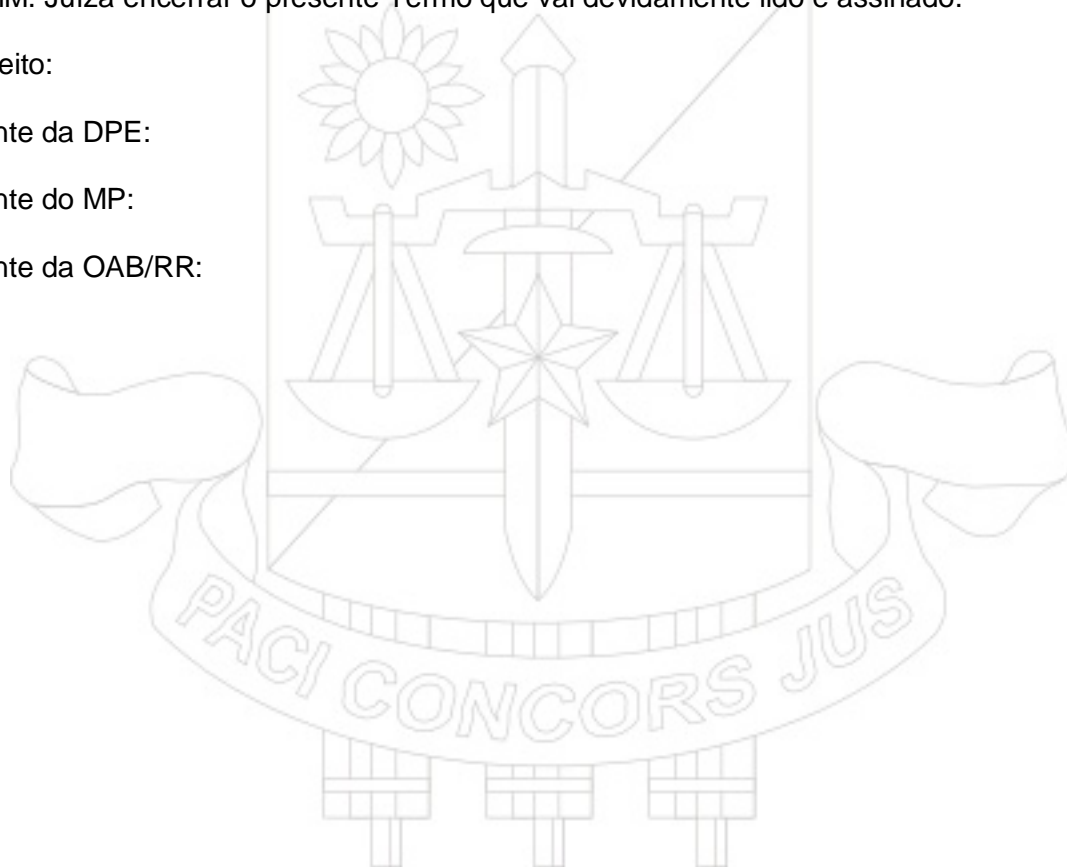 MM. Juíza encerrar o presente Termo que vai devidamente lido e assinado.
eito:
nte da DPE:
nte do MP:
nte da OAB/RR:
PACI CONCORS JUS